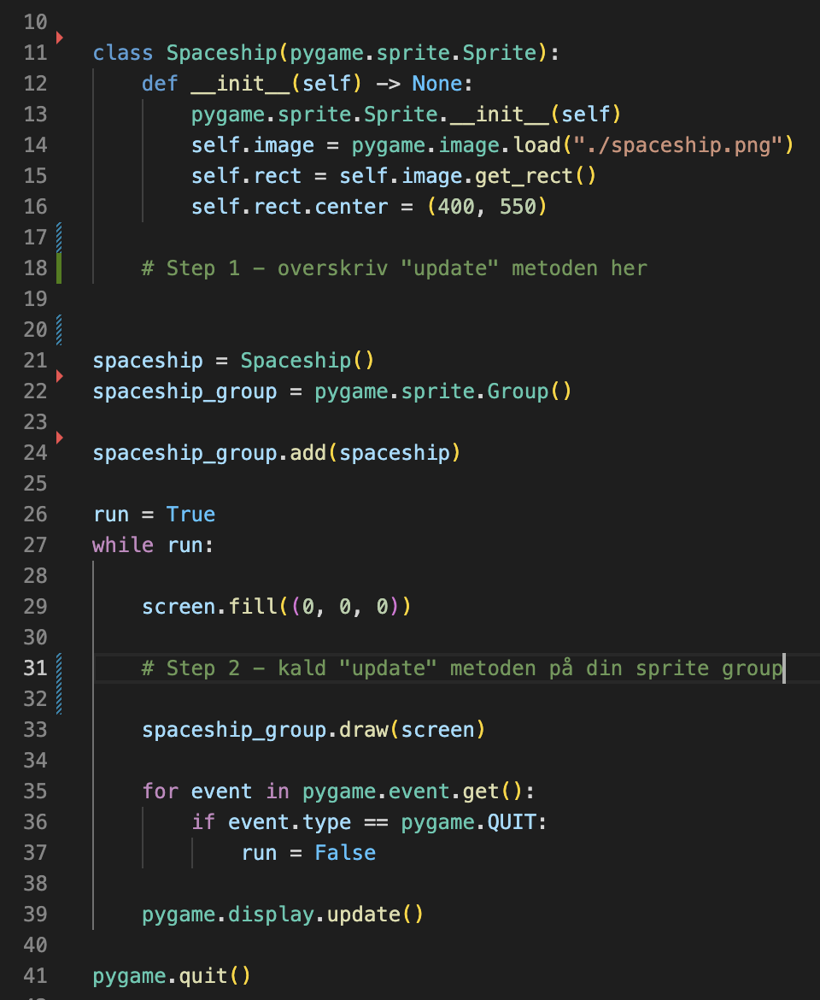 10
11 class Spaceship(pygame.sprite.Sprite):
12     def __init__(self) -> None:
13         pygame.sprite.Sprite.__init__(self)
14         self.image = pygame.image.load("./spaceship.png")
15         self.rect = self.image.get_rect()
16         self.rect.center = (400, 550)
17
18     # Step 1 – overskriv "update" metoden her
19
20
21 spaceship = Spaceship()
22 spaceship_group = pygame.sprite.Group()
23
24 spaceship_group.add(spaceship)
25
26 run = True
27 while run:
28
29     screen.fill((0, 0, 0))
30
31     # Step 2 – kald "update" metoden på din sprite group
32
33     spaceship_group.draw(screen)
34
35     for event in pygame.event.get():
36         if event.type == pygame.QUIT:
37             run = False
38
39     pygame.display.update()
40
41 pygame.quit()